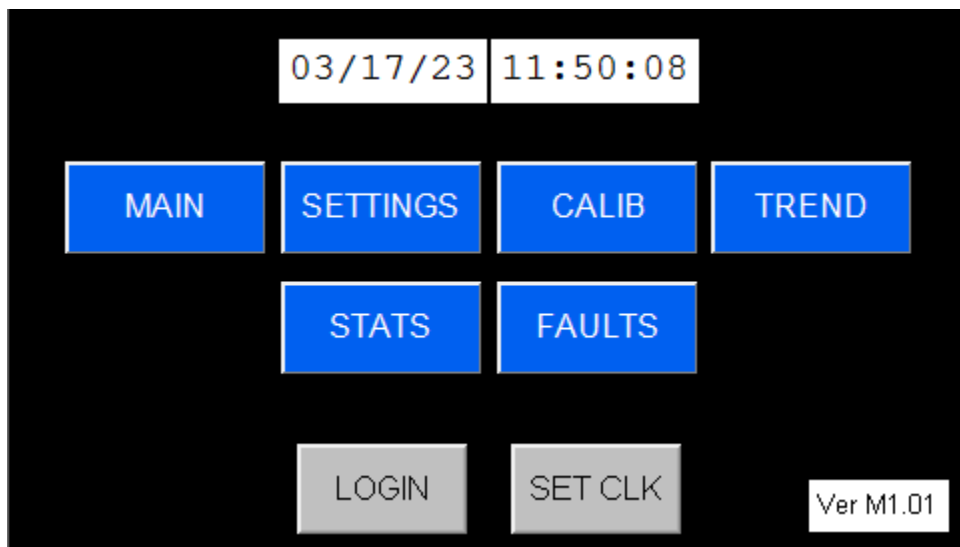 03/17/23 11:50:08
MAIN SETTINGS CALIB TREND
STATS FAULTS
LOGIN SET CLK
Ver M1.01